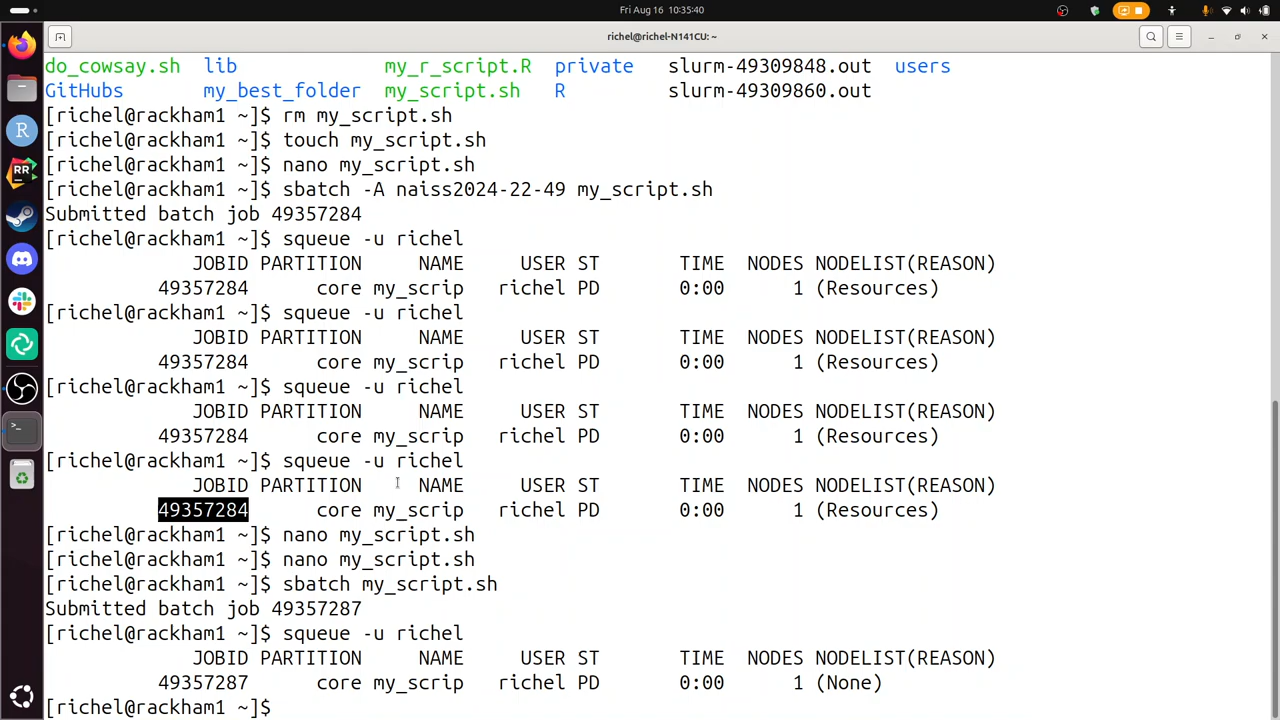 Fri Aug 16 10:35:40
richel@richel-N141CU: ~
do_cowsay.sh lib my_r_script.R private slurm-49309848.out users
GitHubs my_best_folder my_script.sh R slurm-49309860.out
[richel@rackham1 ~]$ rm my_script.sh
[richel@rackham1 ~]$ touch my_script.sh
[richel@rackham1 ~]$ nano my_script.sh
[richel@rackham1 ~]$ sbatch -A naiss2024-22-49 my_script.sh
Submitted batch job 49357284
[richel@rackham1 ~]$ squeue -u richel
JOBID PARTITION NAME USER ST TIME NODES NODELIST(REASON)
49357284 core my_scrip richel PD 0:00 1 (Resources)
[richel@rackham1 ~]$ squeue -u richel
JOBID PARTITION NAME USER ST TIME NODES NODELIST(REASON)
49357284 core my_scrip richel PD 0:00 1 (Resources)
[richel@rackham1 ~]$ squeue -u richel
JOBID PARTITION NAME USER ST TIME NODES NODELIST(REASON)
49357284 core my_scrip richel PD 0:00 1 (Resources)
[richel@rackham1 ~]$ squeue -u richel
JOBID PARTITION NAME USER ST TIME NODES NODELIST(REASON)
49357284 core my_scrip richel PD 0:00 1 (Resources)
[richel@rackham1 ~]$ nano my_script.sh
[richel@rackham1 ~]$ nano my_script.sh
[richel@rackham1 ~]$ sbatch my_script.sh
Submitted batch job 49357287
[richel@rackham1 ~]$ squeue -u richel
JOBID PARTITION NAME USER ST TIME NODES NODELIST(REASON)
49357287 core my_scrip richel PD 0:00 1 (None)
[richel@rackham1 ~]$
R
RR